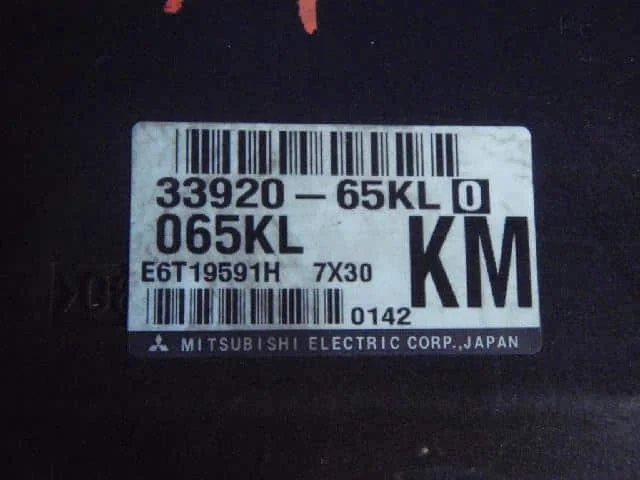 33920-65KL 0
065KL
KM
E6T19591H 7X30
0142
MITSUBISHI ELECTRIC CORP.,JAPAN